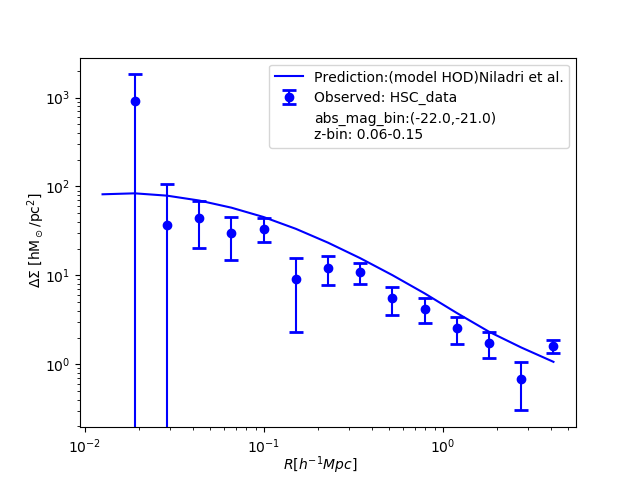 Prediction:(model HOD)Niladri et al.
Observed: HSC_data
abs_mag_bin:(-22.0,-21.0)
z-bin: 0.06-0.15
10³
10²
10¹
10⁰
ΔΣ [hM⊙/pc²]
10⁻² 10⁻¹ 10⁰
R[h⁻¹Mpc]